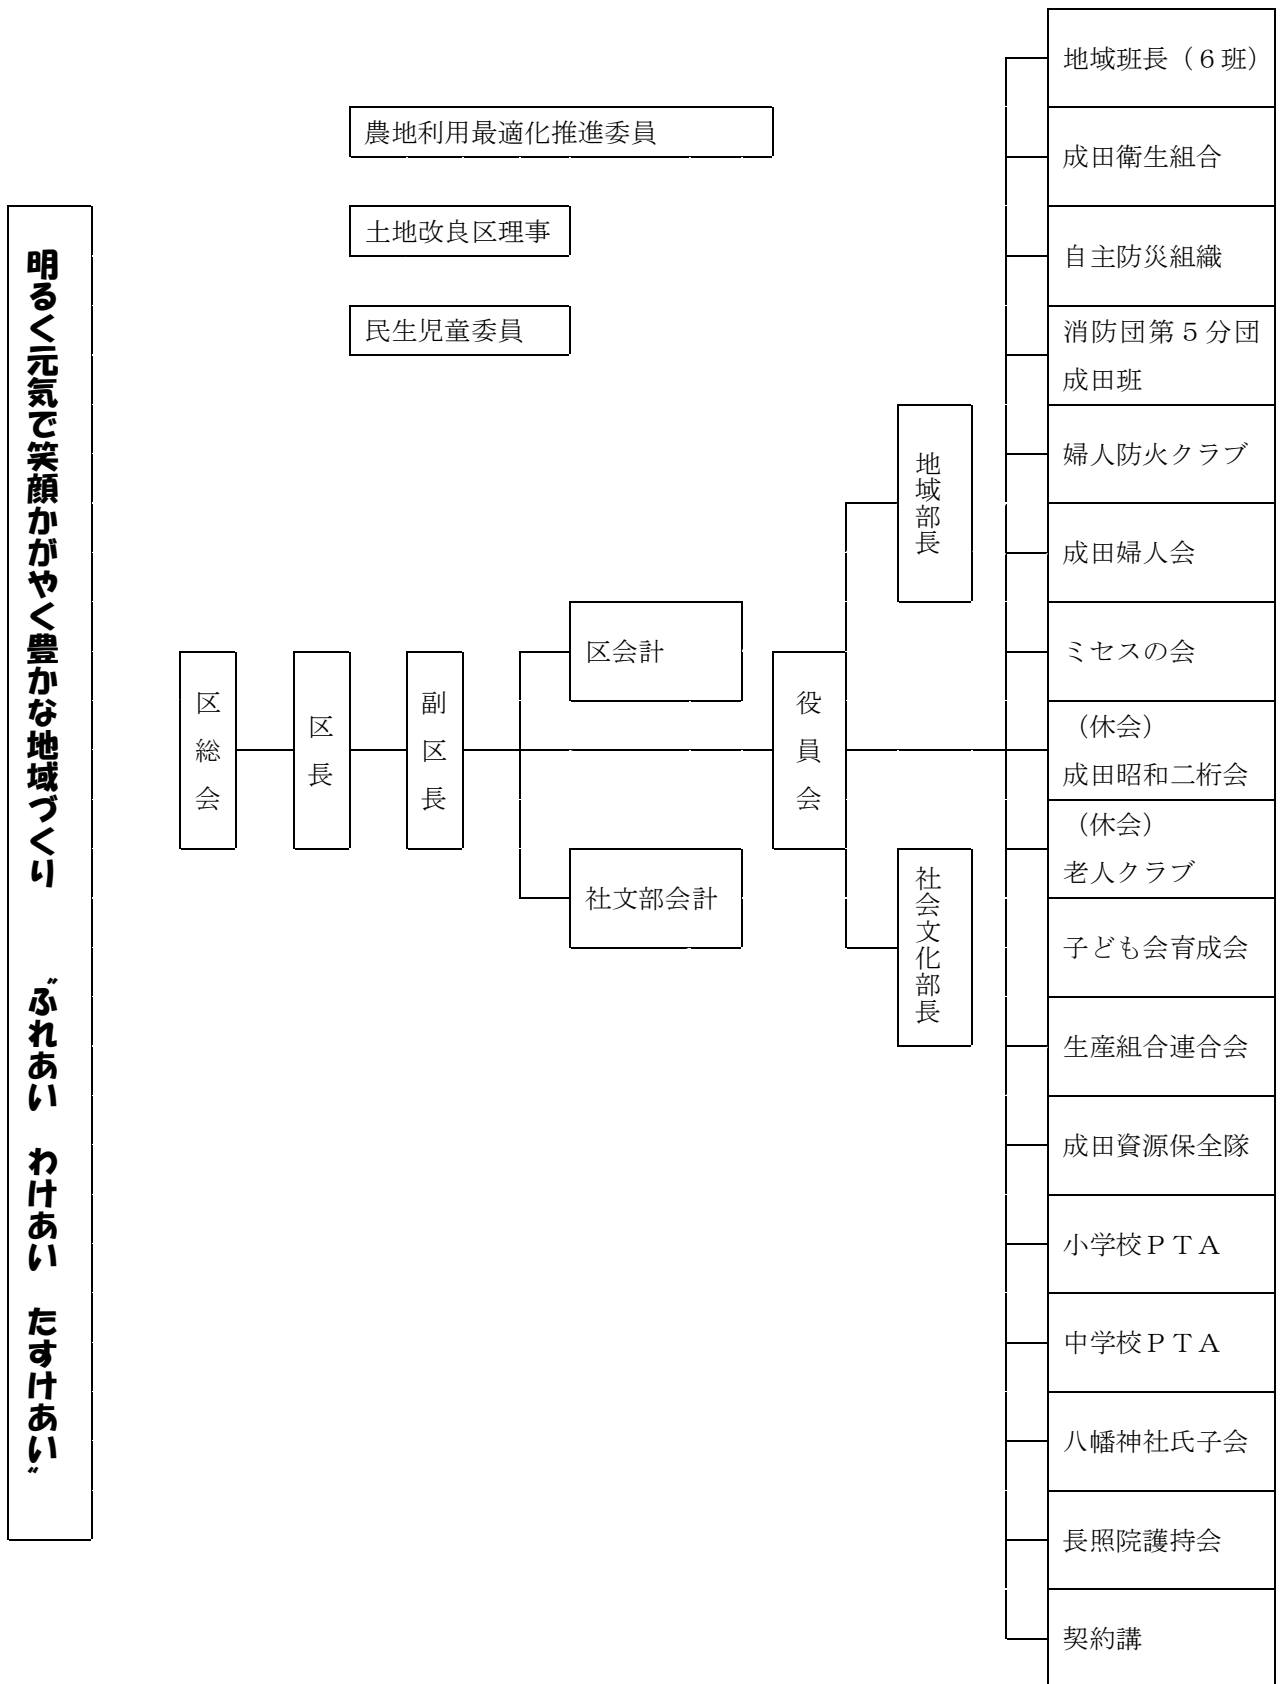 明るく元気で笑顔かがやく豊かな地域づくり　〝ふれあい　わけあい　たすけあい〟
農地利用最適化推進委員
土地改良区理事
民生児童委員
区総会
区長
副区長
区会計
社文部会計
役員会
地域部長
社会文化部長
地域班長（６班）
成田衛生組合
自主防災組織
消防団第５分団
成田班
婦人防火クラブ
成田婦人会
ミセスの会
（休会）
成田昭和二桁会
（休会）
老人クラブ
子ども会育成会
生産組合連合会
成田資源保全隊
小学校ＰＴＡ
中学校ＰＴＡ
八幡神社氏子会
長照院護持会
契約講